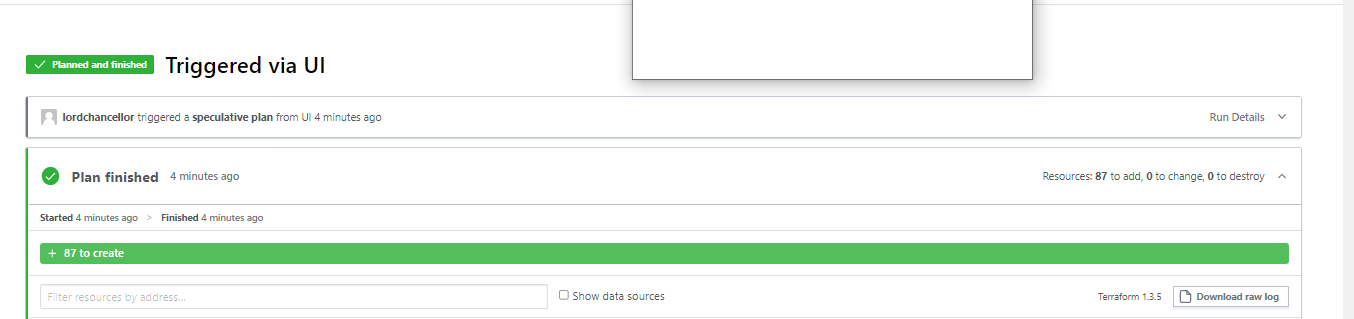 Planned and finished Triggered via UI
lordchancellor triggered a speculative plan from UI 4 minutes ago Run Details
Plan finished 4 minutes ago Resources: 87 to add, 0 to change, 0 to destroy
Started 4 minutes ago > Finished 4 minutes ago
+ 87 to create
Filter resources by address... Show data sources Terraform 1.3.5 Download raw log